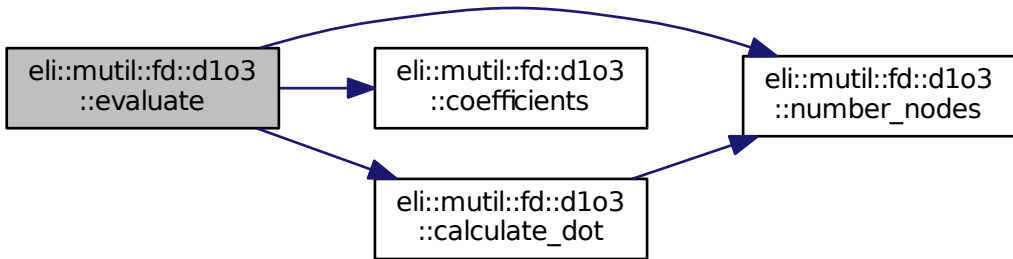 eli::mutil::fd::d1o3
::evaluate
eli::mutil::fd::d1o3
::coefficients
eli::mutil::fd::d1o3
::number_nodes
eli::mutil::fd::d1o3
::calculate_dot